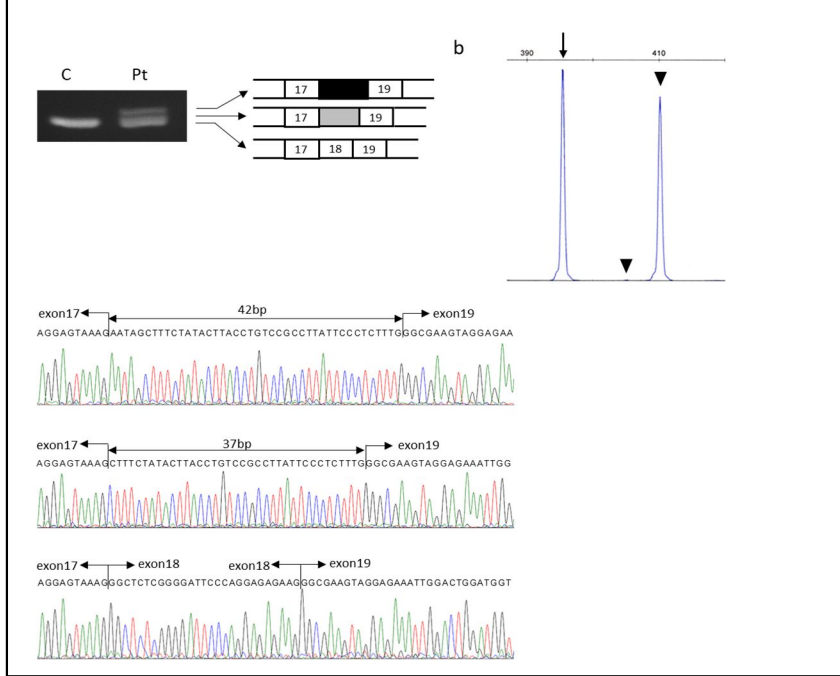 b
390 410
C Pt
17 19
17 19
17 18 19
42bp
exon17 exon19
AGGAGTAAAGAATAGCTTTCTATACTTACCTGTCCGCCTTATTCCCTCTTTGGGCGAAGTAGGAGAA
37bp
exon17 exon19
AGGAGTAAAGCTTTCTATACTTACCTGTCCGCCTTATTCCCTCTTTGGGCGAAGTAGGAGAAATTGG
exon17 exon18 exon18 exon19
AGGAGTAAAGGGCTCTCGGGGATTCCCAGGAGAGAAGGGCGAAGTAGGAGAAATTGGACTGGATGGT